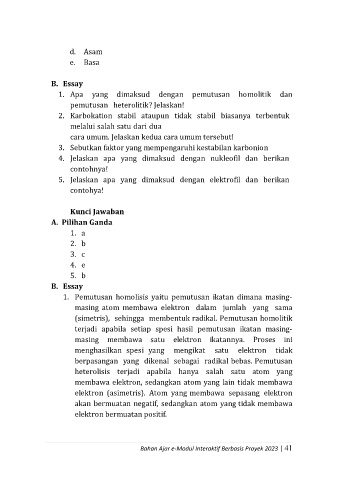 d. Asam
e. Basa
B. Essay
1. Apa yang dimaksud dengan pemutusan homolitik dan
pemutusan heterolitik? Jelaskan!
2. Karbokation stabil ataupun tidak stabil biasanya terbentuk
melalui salah satu dari dua
cara umum. Jelaskan kedua cara umum tersebut!
3. Sebutkan faktor yang mempengaruhi kestabilan karbonion
4. Jelaskan apa yang dimaksud dengan nukleofil dan berikan
contohnya!
5. Jelaskan apa yang dimaksud dengan elektrofil dan berikan
contohya!
Kunci Jawaban
A. Pilihan Ganda
1. a
2. b
3. c
4. e
5. b
B. Essay
1. Pemutusan homolisis yaitu pemutusan ikatan dimana masing-
masing atom membawa elektron dalam jumlah yang sama
(simetris), sehingga membentuk radikal. Pemutusan homolitik
terjadi apabila setiap spesi hasil pemutusan ikatan masing-
masing membawa satu elektron ikatannya. Proses ini
menghasilkan spesi yang mengikat satu elektron tidak
berpasangan yang dikenal sebagai radikal bebas. Pemutusan
heterolisis terjadi apabila hanya salah satu atom yang
membawa elektron, sedangkan atom yang lain tidak membawa
elektron (asimetris). Atom yang membawa sepasang elektron
akan bermuatan negatif, sedangkan atom yang tidak membawa
elektron bermuatan positif.
Bahan Ajar e-Modul Interaktif Berbasis Proyek 2023 | 41